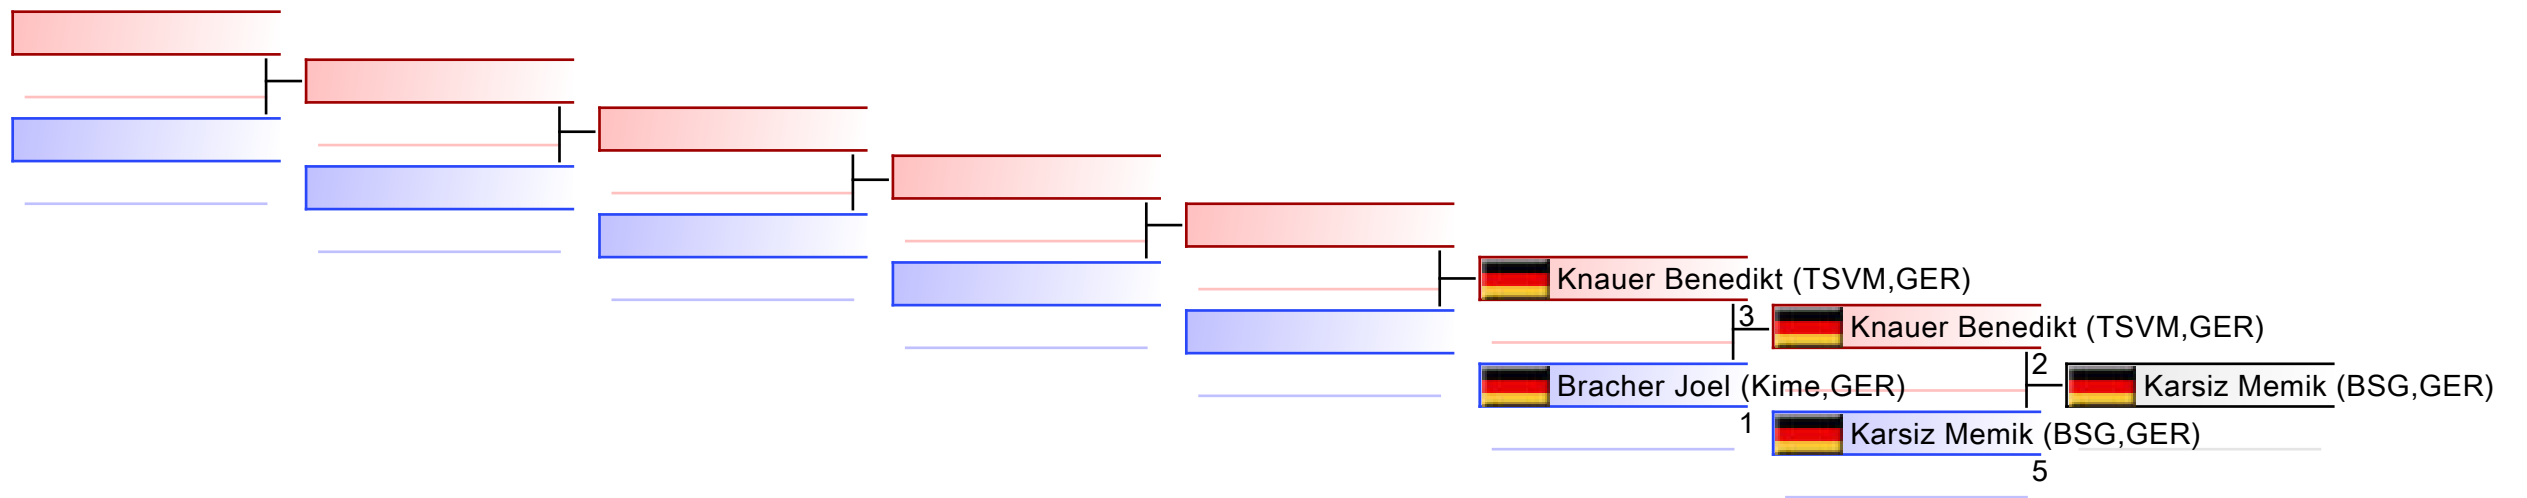 Knauer Benedikt (TSVM,GER)
3
Knauer Benedikt (TSVM,GER)
2
Bracher Joel (Kime,GER)
Karsiz Memik (BSG,GER)
1
Karsiz Memik (BSG,GER)
5